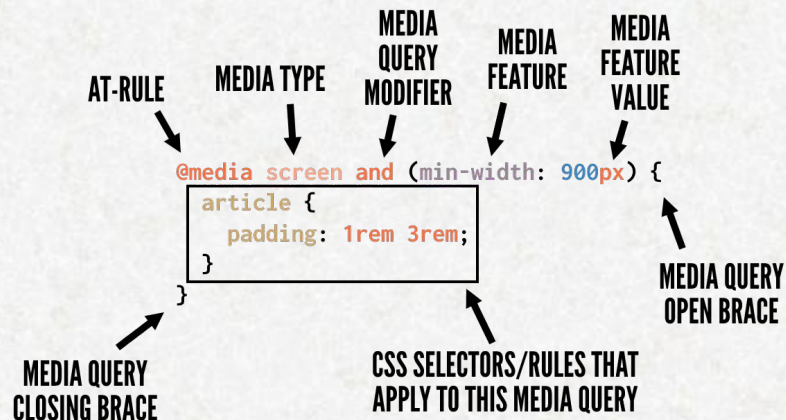 MEDIA
QUERY
MODIFIER
MEDIA
FEATURE
MEDIA
FEATURE
VALUE
AT-RULE
MEDIA TYPE
@media screen and (min-width: 900px) {
article {
padding: 1rem 3rem;
}
}
MEDIA QUERY
OPEN BRACE
MEDIA QUERY
CLOSING BRACE
CSS SELECTORS/RULES THAT
APPLY TO THIS MEDIA QUERY